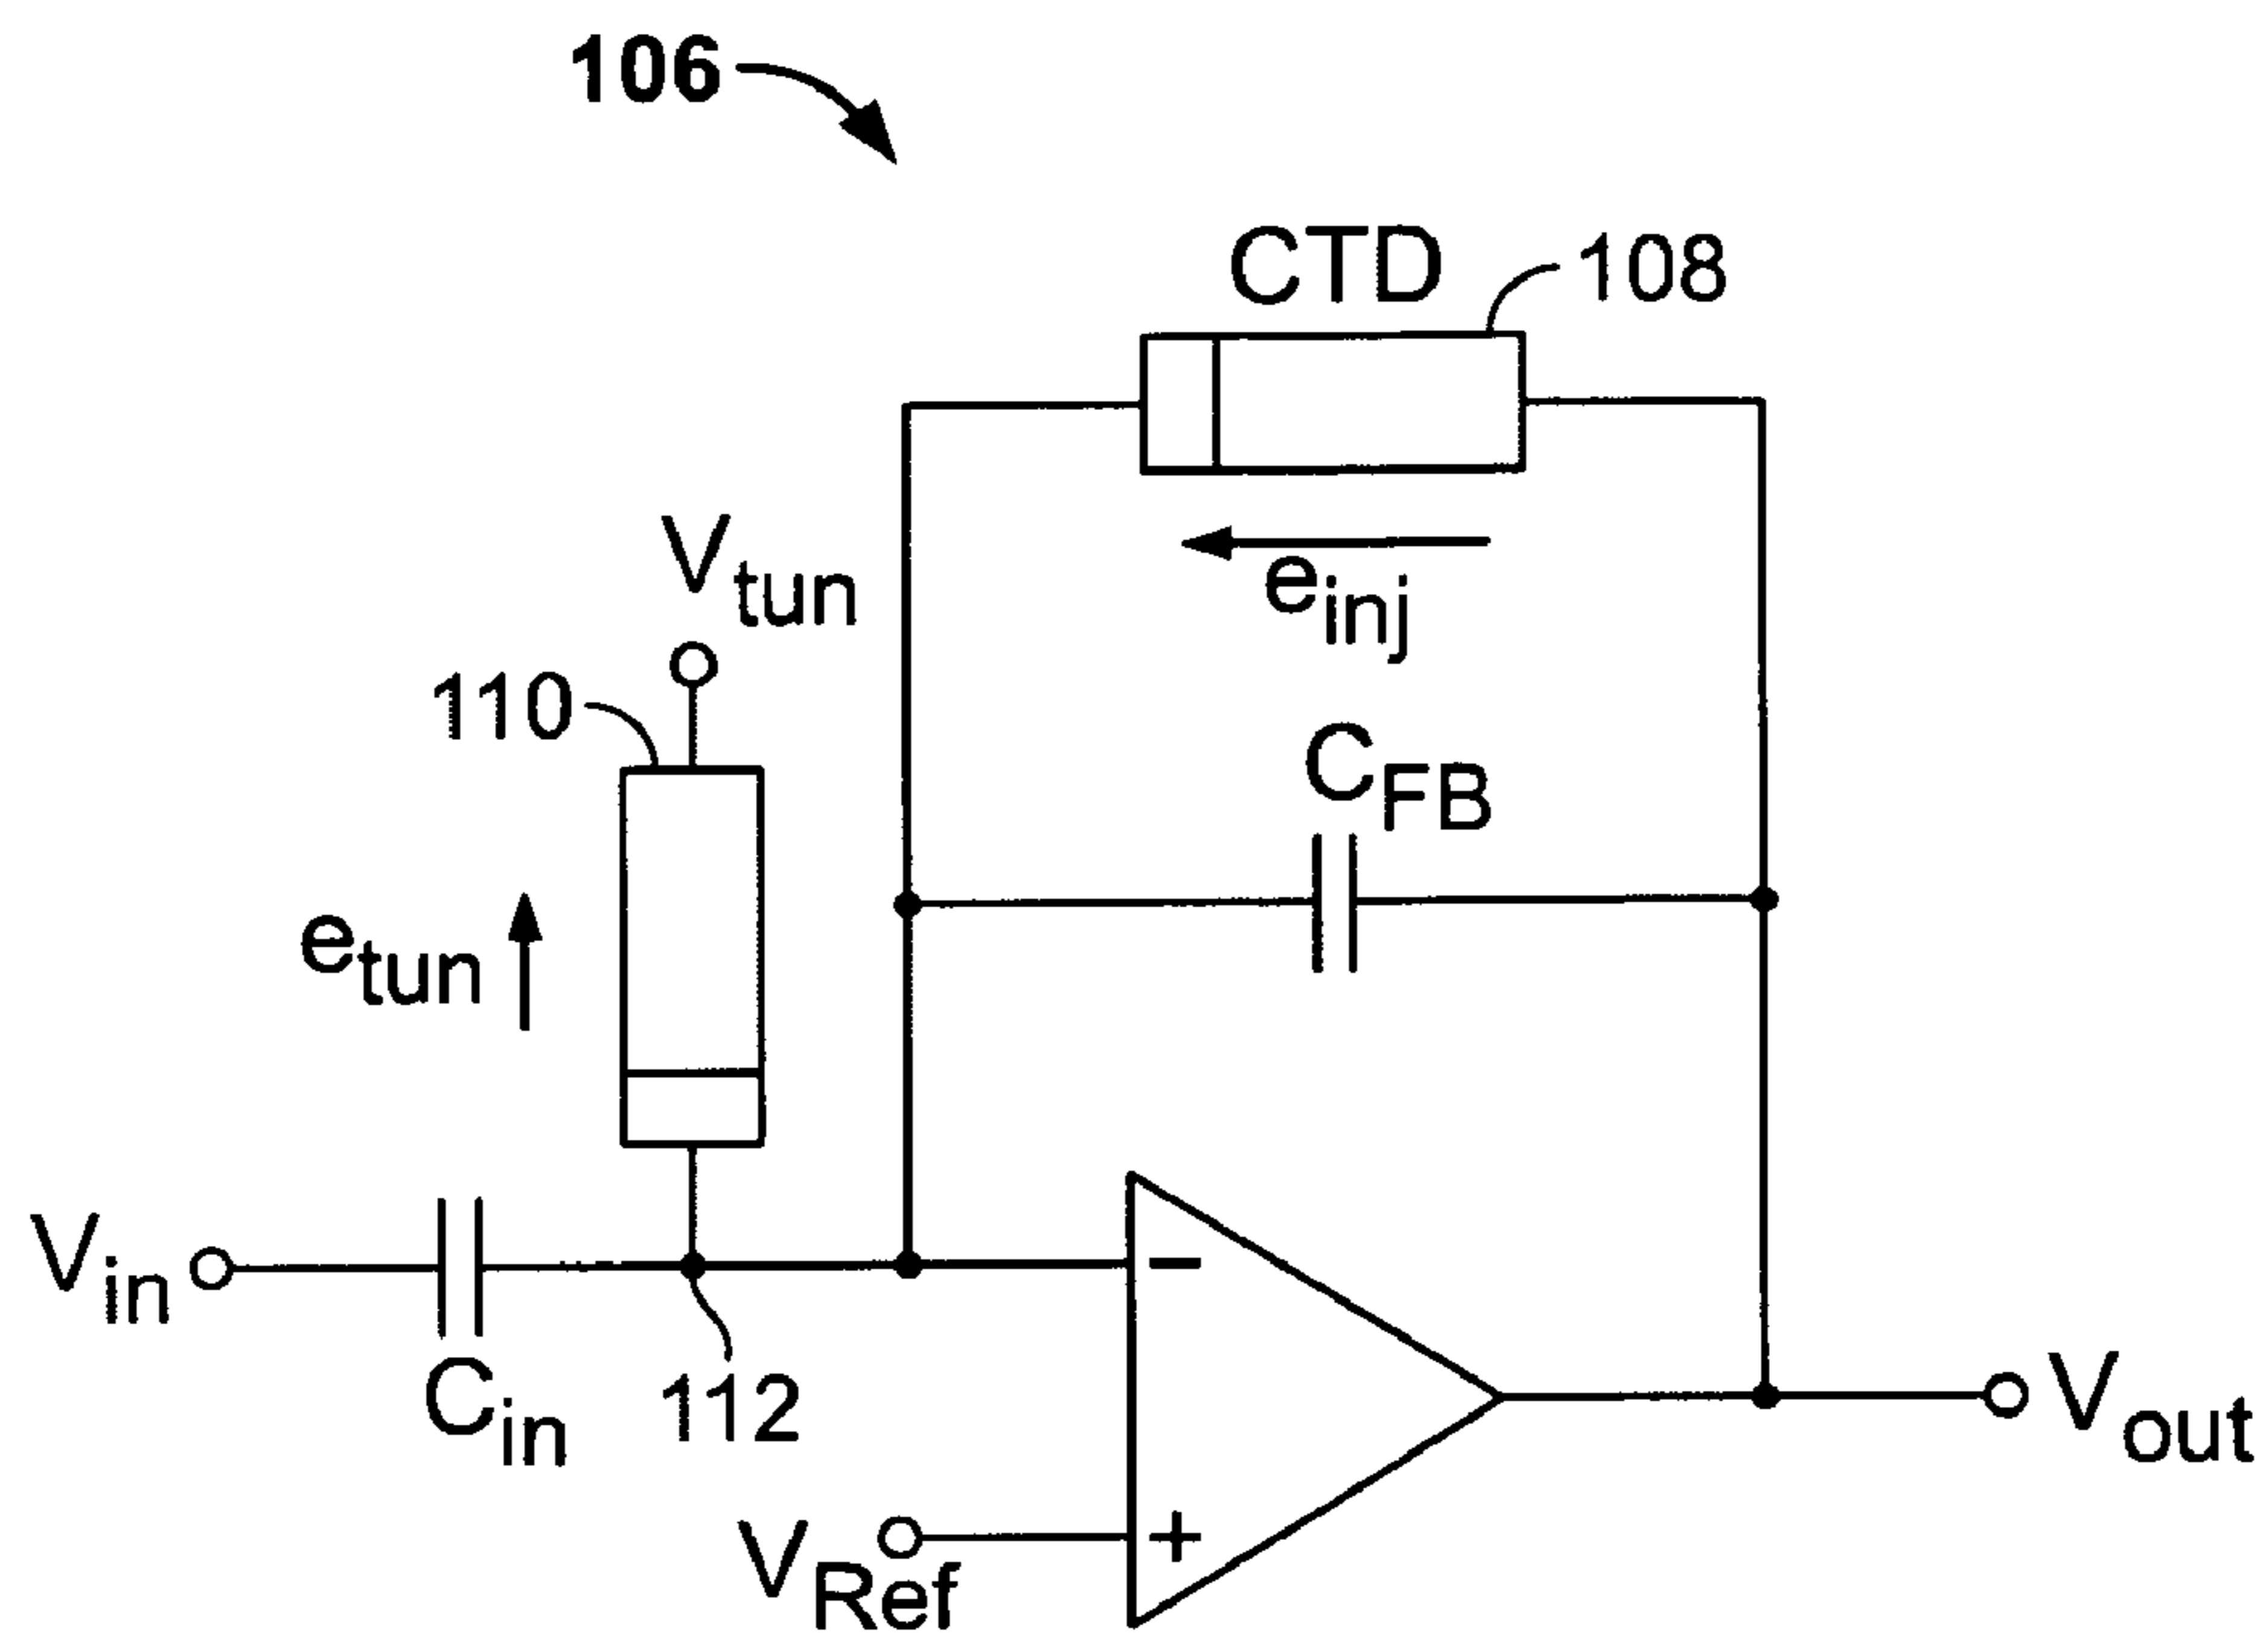 106
CTD
108
e_inj
V_tun
110
C_FB
e_tun
V_in
C_in
112
−
V_Ref
+
V_out